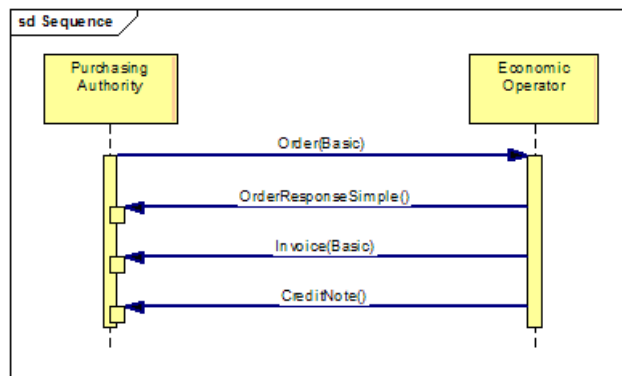 sd Sequence
Purchasing
Authority
Economic
Operator
Order(Basic)
OrderResponseSimple()
Invoice(Basic)
CreditNote()